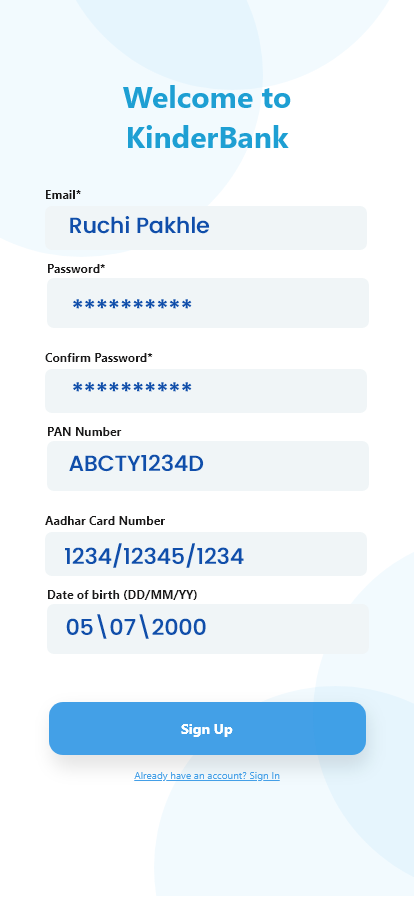 Welcome to
KinderBank
Email*
Ruchi Pakhle
Password*
**********
Confirm Password*
**********
PAN Number
ABCTY1234D
Aadhar Card Number
1234/12345/1234
Date of birth (DD/MM/YY)
05\07\2000
Sign Up
Already have an account? Sign In